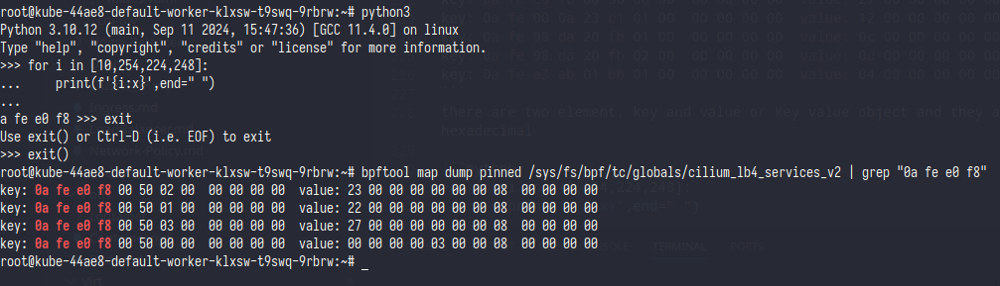 root@kube-44ae8-default-worker-klxsw-t9swq-9rbrw:~# python3
Python 3.10.12 (main, Sep 11 2024, 15:47:36) [GCC 11.4.0] on linux
Type "help", "copyright", "credits" or "license" for more information.
>>> for i in [10,254,224,248]:
...     print(f'{i:x}',end=" ")
...
a fe e0 f8 >>> exit
Use exit() or Ctrl-D (i.e. EOF) to exit
>>> exit()
root@kube-44ae8-default-worker-klxsw-t9swq-9rbrw:~# bpftool map dump pinned /sys/fs/bpf/tc/globals/cilium_lb4_services_v2 | grep "0a fe e0 f8"
key: 0a fe e0 f8 00 50 02 00  00 00 00 00  value: 23 00 00 00 00 00 00 08  00 00 00 00
key: 0a fe e0 f8 00 50 01 00  00 00 00 00  value: 22 00 00 00 00 00 00 08  00 00 00 00
key: 0a fe e0 f8 00 50 03 00  00 00 00 00  value: 27 00 00 00 00 00 00 08  00 00 00 00
key: 0a fe e0 f8 00 50 00 00  00 00 00 00  value: 00 00 00 00 03 00 00 08  00 00 00 00
root@kube-44ae8-default-worker-klxsw-t9swq-9rbrw:~# _
there are two element, key and value or key value object and they a
hexadecimal
Network-Policy.md
TERMINAL